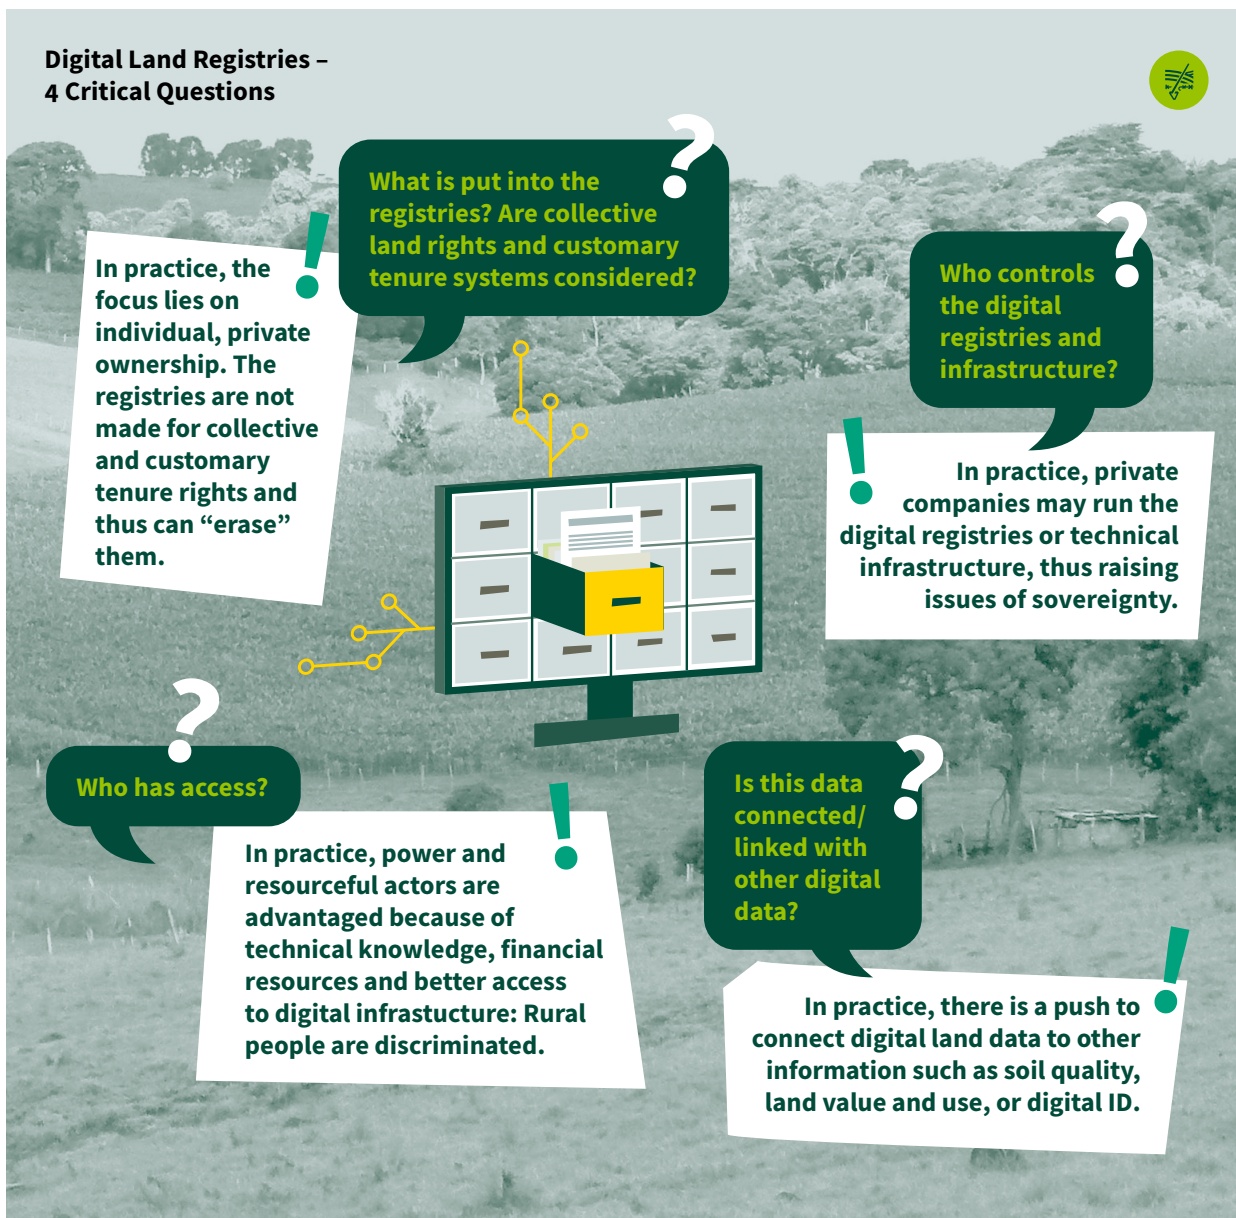 Digital Land Registries –
4 Critical Questions
What is put into the
registries? Are collective
land rights and customary
tenure systems considered?
In practice, the
focus lies on
individual, private
ownership. The
registries are not
made for collective
and customary
tenure rights and
thus can “erase”
them.
Who controls
the digital
registries and
infrastructure?
In practice, private
companies may run the
digital registries or technical
infrastructure, thus raising
issues of sovereignty.
Who has access?
In practice, power and
resourceful actors are
advantaged because of
technical knowledge, financial
resources and better access
to digital infrastucture: Rural
people are discriminated.
Is this data
connected/
linked with
other digital
data?
In practice, there is a push to
connect digital land data to other
information such as soil quality,
land value and use, or digital ID.